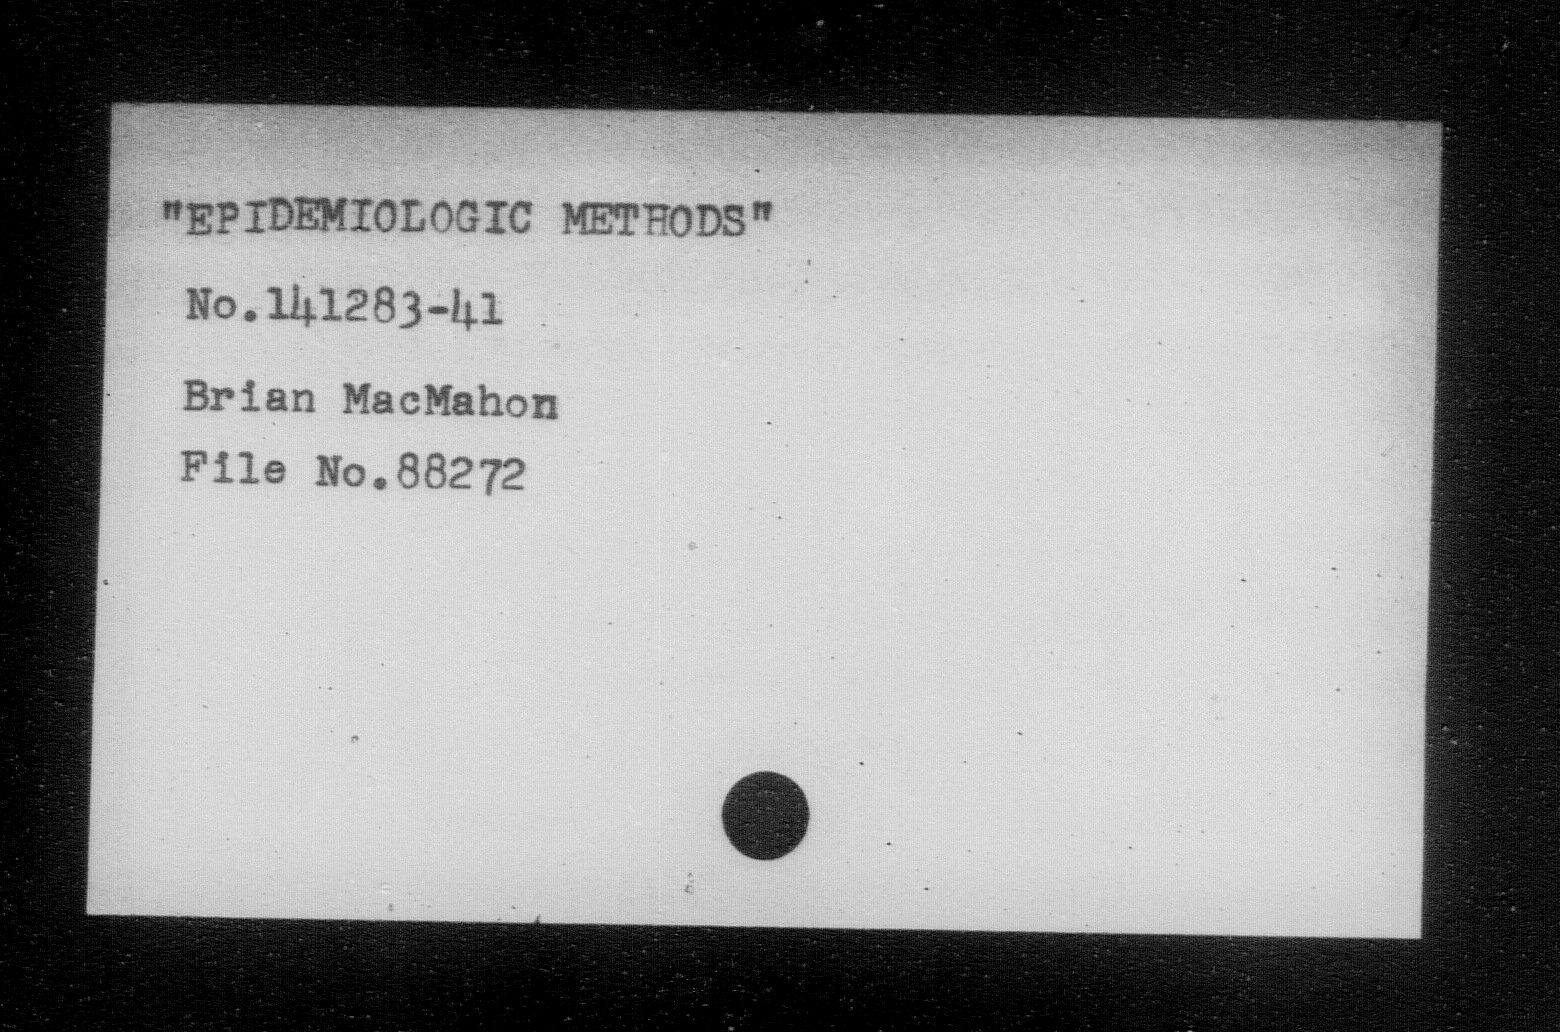 "EPIDEMIOLOGIC METHODS"
No.141283-41
Brian MacMahon
File No.88272